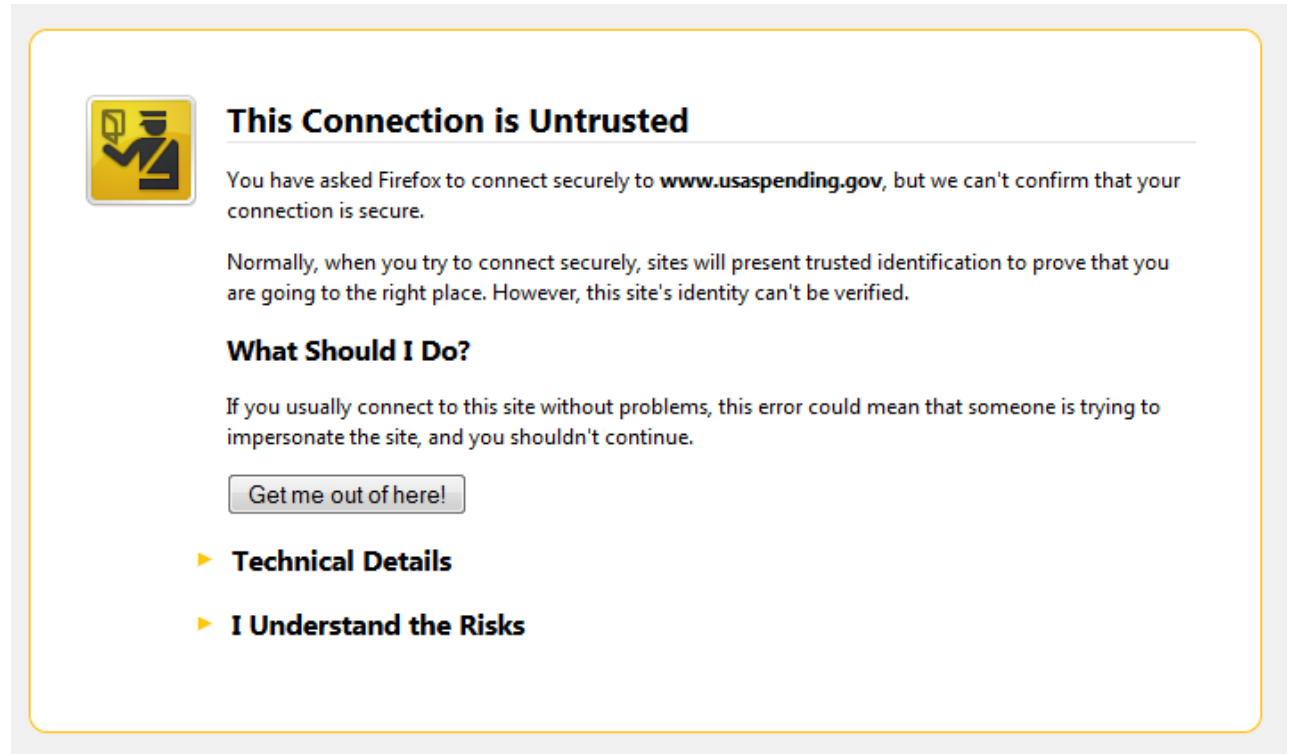 This Connection is Untrusted
You have asked Firefox to connect securely to www.usaspending.gov, but we can't confirm that your
connection is secure.
Normally, when you try to connect securely, sites will present trusted identification to prove that you
are going to the right place. However, this site's identity can't be verified.
What Should I Do?
If you usually connect to this site without problems, this error could mean that someone is trying to
impersonate the site, and you shouldn't continue.
Get me out of here!
Technical Details
I Understand the Risks